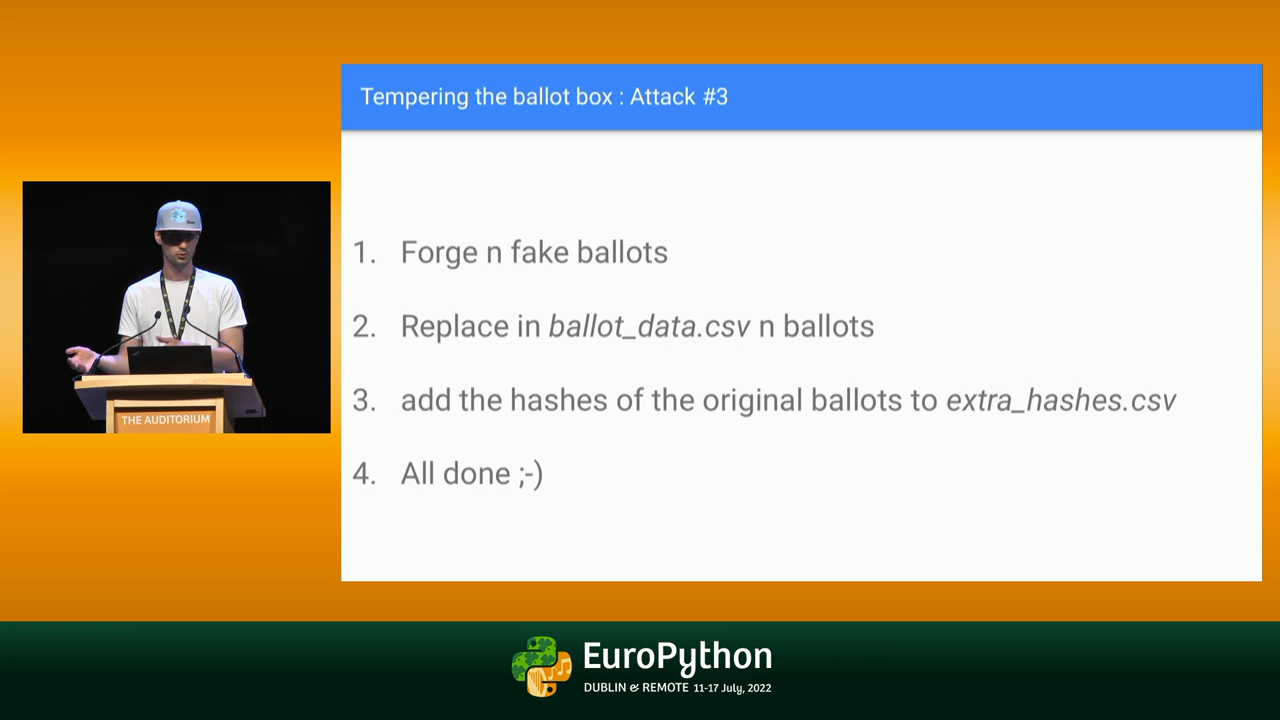 Tempering the ballot box : Attack #3
1. Forge n fake ballots
2. Replace in ballot_data.csv n ballots
3. add the hashes of the original ballots to extra_hashes.csv
4. All done ;-)
THE AUDITORIUM
EuroPython
DUBLIN & REMOTE 11-17 July, 2022